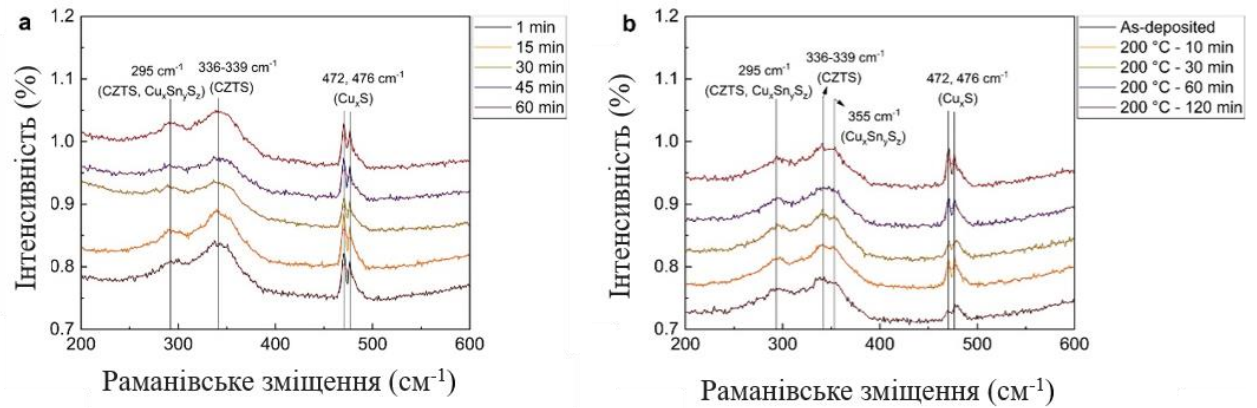 a
1.2
1.1
1.0
0.9
0.8
0.7
Інтенсивність (%)
295 cm⁻¹
(CZTS, CuₓSnᵧS_z)
336-339 cm⁻¹
(CZTS)
472, 476 cm⁻¹
(CuₓS)
1 min
15 min
30 min
45 min
60 min
200 300 400 500 600
Раманівське зміщення (см⁻¹)
b
1.2
1.1
1.0
0.9
0.8
0.7
Інтенсивність (%)
295 cm⁻¹
(CZTS, CuₓSnᵧS_z)
336-339 cm⁻¹
(CZTS)
355 cm⁻¹
(CuₓSnᵧS_z)
472, 476 cm⁻¹
(CuₓS)
As-deposited
200 °C - 10 min
200 °C - 30 min
200 °C - 60 min
200 °C - 120 min
200 300 400 500 600
Раманівське зміщення (см⁻¹)